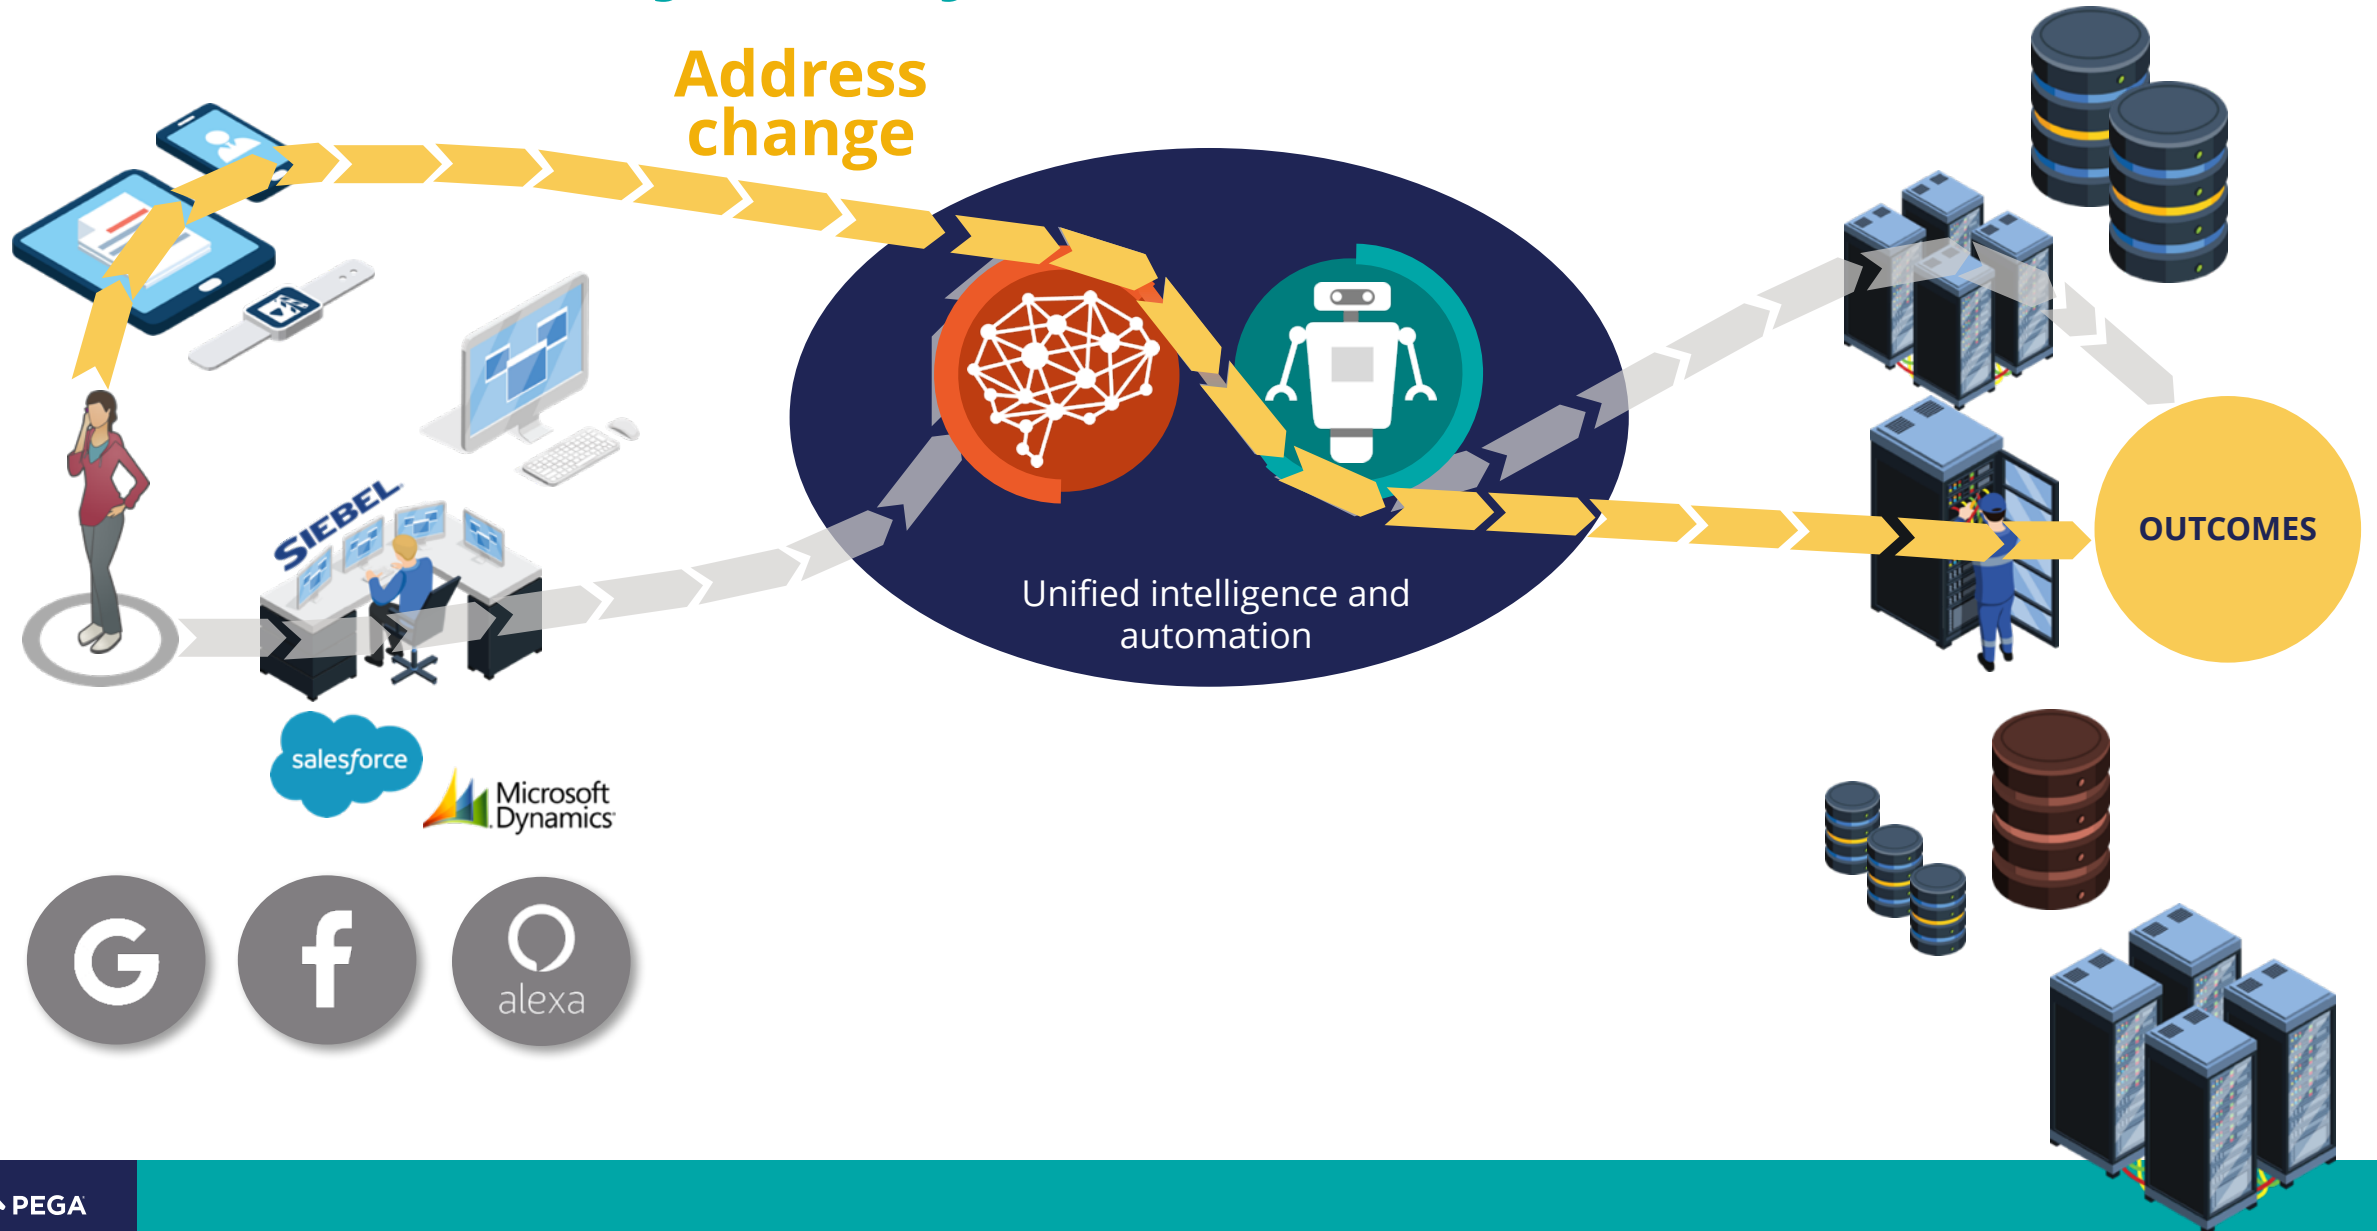 Address
change
SIEBEL
Unified intelligence and
automation
OUTCOMES
salesforce
Microsoft
Dynamics
G
f
alexa
PEGA